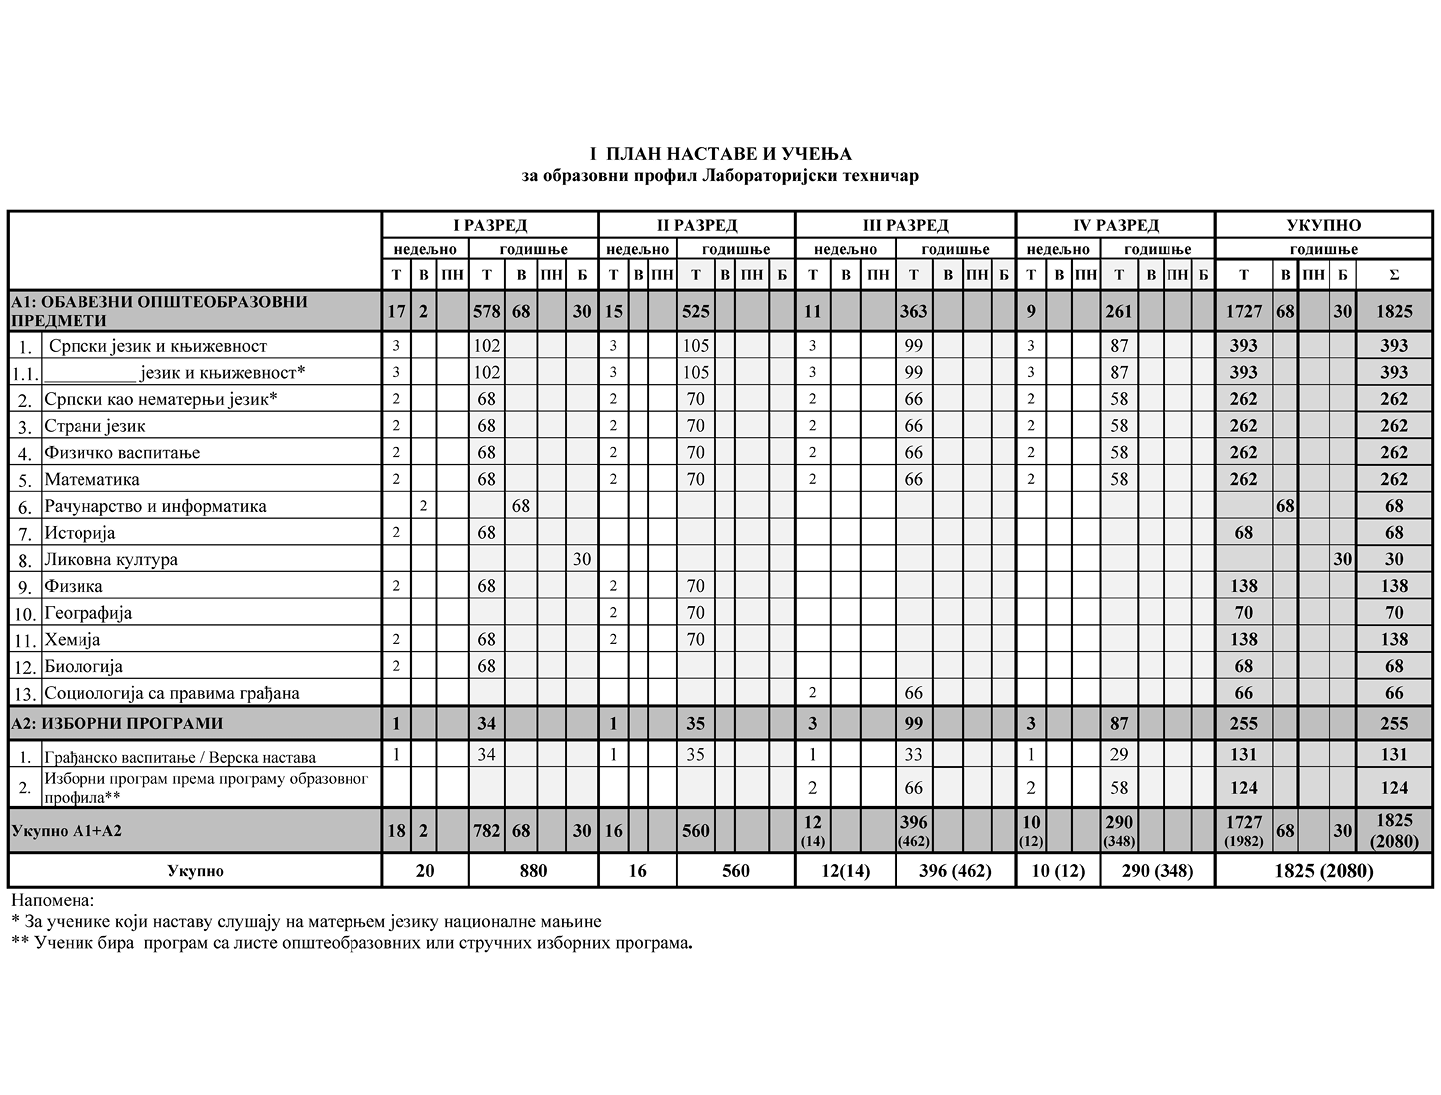 I ПЛАН НАСТАВЕ И УЧЕЊА
за образовни профил Лабораторијски техничар
I РАЗРЕД II РАЗРЕД III РАЗРЕД IV РАЗРЕД УКУПНО
недељно годишње недељно годишње недељно годишње недељно годишње годишње
Т В ПН Т В ПН Б Т В ПН Т В ПН Б Т В ПН Т В ПН Б Т В ПН Т В ПН Б Т В ПН Б Σ
А1: ОБАВЕЗНИ ОПШТЕОБРАЗОВНИ
ПРЕДМЕТИ 17 2 578 68 30 15 525 11 363 9 261 1727 68 30 1825
1. Српски језик и књижевност 3 102 3 105 3 99 3 87 393 393
1.1. __________ језик и књижевност* 3 102 3 105 3 99 3 87 393 393
2. Српски као нематерњи језик* 2 68 2 70 2 66 2 58 262 262
3. Страни језик 2 68 2 70 2 66 2 58 262 262
4. Физичко васпитање 2 68 2 70 2 66 2 58 262 262
5. Математика 2 68 2 70 2 66 2 58 262 262
6. Рачунарство и информатика 2 68 68 68
7. Историја 2 68 68 68
8. Ликовна култура 30 30 30
9. Физика 2 68 2 70 138 138
10. Географија 2 70 70 70
11. Хемија 2 68 2 70 138 138
12. Биологија 2 68 68 68
13. Социологија са правима грађана 2 66 66 66
А2: ИЗБОРНИ ПРОГРАМИ 1 34 1 35 3 99 3 87 255 255
1. Грађанско васпитање / Верска настава 1 34 1 35 1 33 1 29 131 131
2. Изборни програм према програму образовног
профила** 2 66 2 58 124 124
Укупно А1+А2 18 2 782 68 30 16 560 12 396 10 290 1727 68 30 1825
(14) (462) (12) (348) (1982) (2080)
Укупно 20 880 16 560 12(14) 396 (462) 10 (12) 290 (348) 1825 (2080)
Напомена:
* За ученике који наставу слушају на матерњем језику националне мањине
** Ученик бира програм са листе општеобразовних или стручних изборних програма.